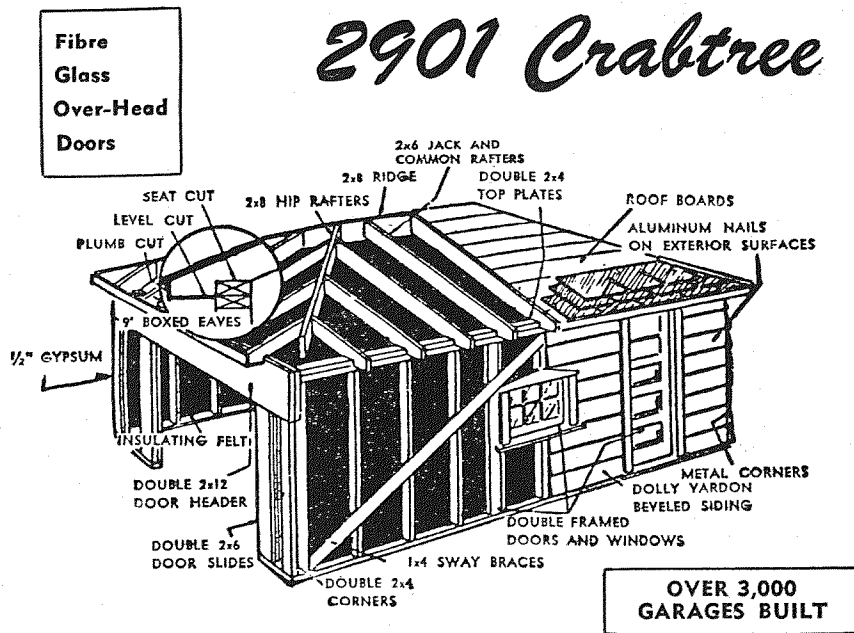 Fibre
Glass
Over-Head
Doors
2901 Crabtree
2x6 JACK AND
COMMON RAFTERS
2x8 RIDGE
DOUBLE 2x4
TOP PLATES
SEAT CUT
2x8 HIP RAFTERS
LEVEL CUT
PLUMB CUT
ROOF BOARDS
ALUMINUM NAILS
ON EXTERIOR SURFACES
9' BOXED EAVES
1/2" GYPSUM
INSULATING FELT
DOUBLE 2x12
DOOR HEADER
METAL CORNERS
DOLLY YARDON
BEVELED SIDING
DOUBLE FRAMED
DOORS AND WINDOWS
DOUBLE 2x6
DOOR SLIDES
1x4 SWAY BRACES
DOUBLE 2x4
CORNERS
OVER 3,000
GARAGES BUILT